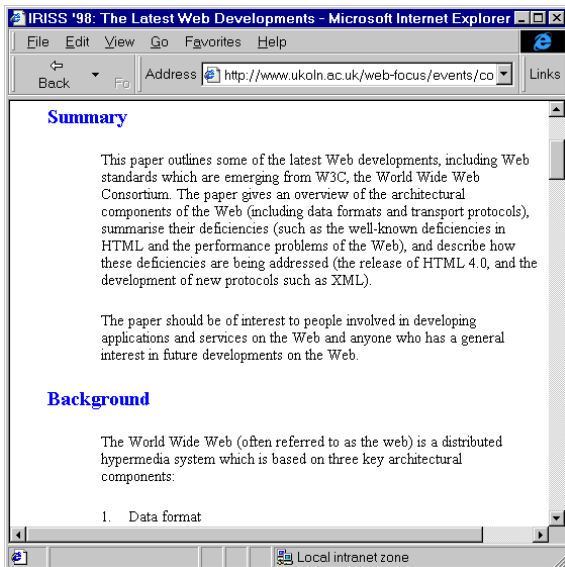 IRISS '98: The Latest Web Developments - Microsoft Internet Explorer
File Edit View Go Favorites Help
Back Fo Address http://www.ukoln.ac.uk/web-focus/events/co Links
Summary
This paper outlines some of the latest Web developments, including Web
standards which are emerging from W3C, the World Wide Web
Consortium. The paper gives an overview of the architectural
components of the Web (including data formats and transport protocols),
summarise their deficiencies (such as the well-known deficiencies in
HTML and the performance problems of the Web), and describe how
these deficiencies are being addressed (the release of HTML 4.0, and the
development of new protocols such as XML).
The paper should be of interest to people involved in developing
applications and services on the Web and anyone who has a general
interest in future developments on the Web.
Background
The World Wide Web (often referred to as the web) is a distributed
hypermedia system which is based on three key architectural
components:
1. Data format
Local intranet zone